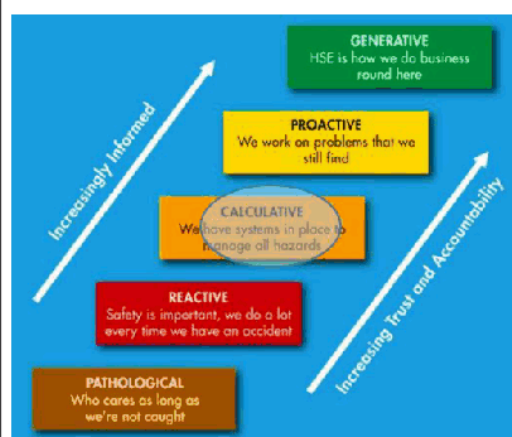 GENERATIVE
HSE is how we do business
round here
PROACTIVE
We work on problems that we
still find
CALCULATIVE
We have systems in place to
manage all hazards
REACTIVE
Safety is important, we do a lot
every time we have an accident
PATHOLOGICAL
Who cares as long as
we're not caught
Increasingly Informed
Increasing Trust and Accountability